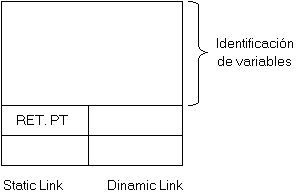 Identificación
de variables
RET. PT
Static Link
Dinamic Link